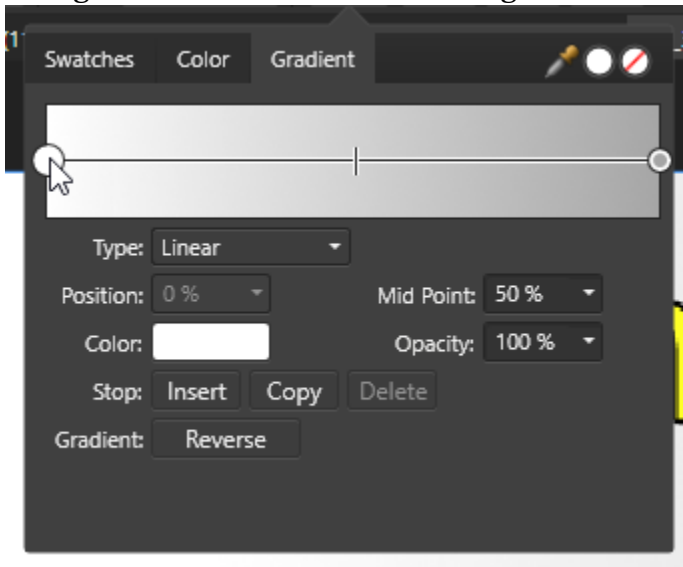 Swatches Color Gradient
Type: Linear
Position: 0 % Mid Point: 50 %
Color: Opacity: 100 %
Stop: Insert Copy Delete
Gradient: Reverse